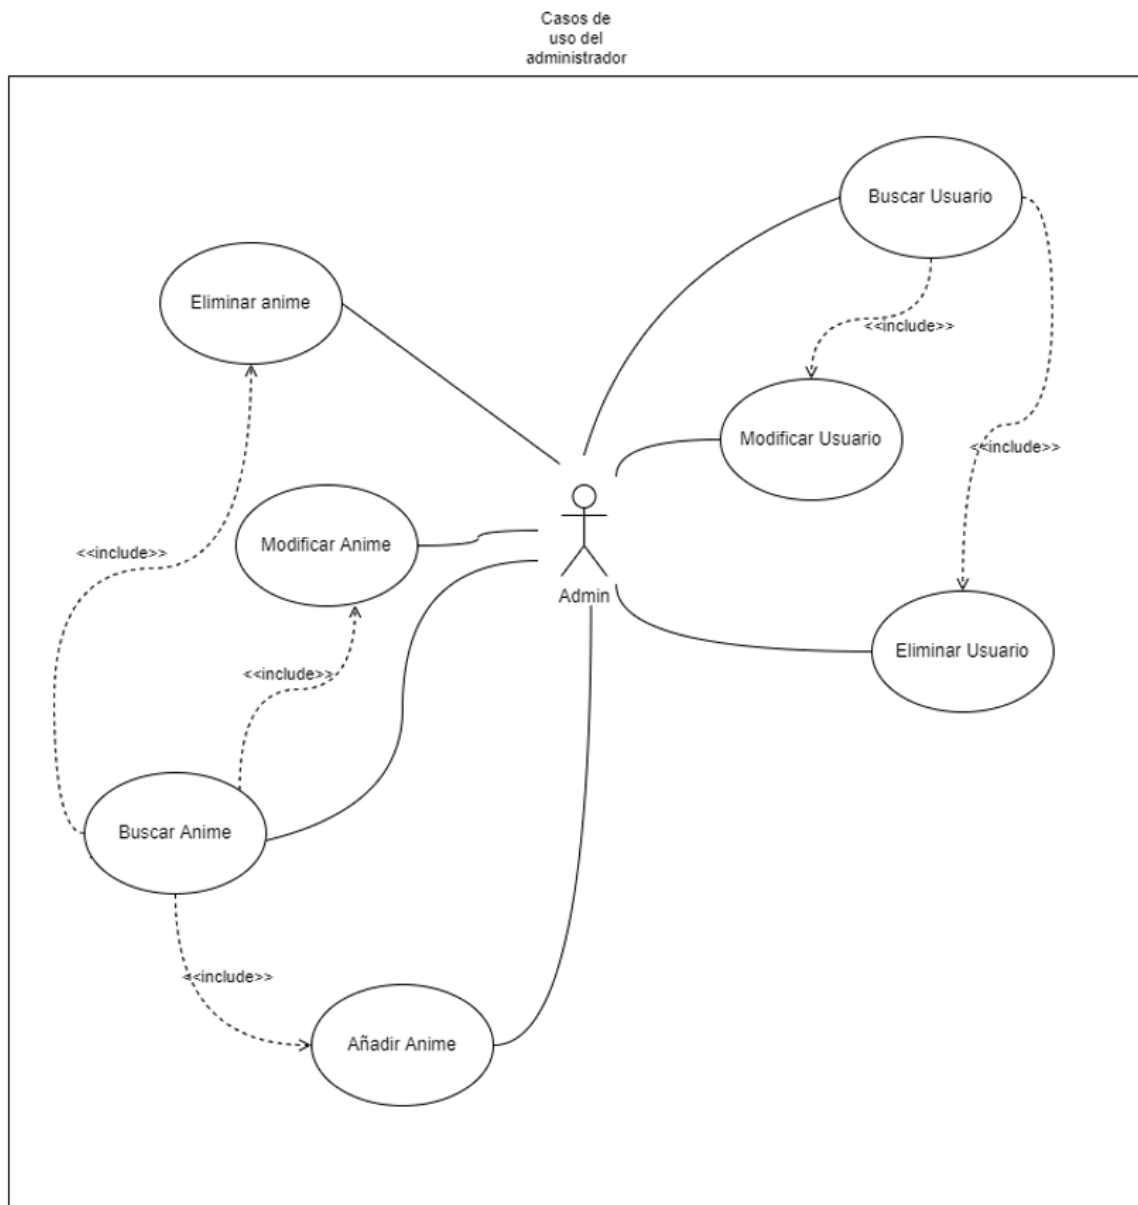 Casos de
uso del
administrador
Buscar Usuario
Eliminar anime
<<include>>
Modificar Usuario
<<include>>
Modificar Anime
<<include>>
Admin
Eliminar Usuario
<<include>>
Buscar Anime
<<include>>
Añadir Anime